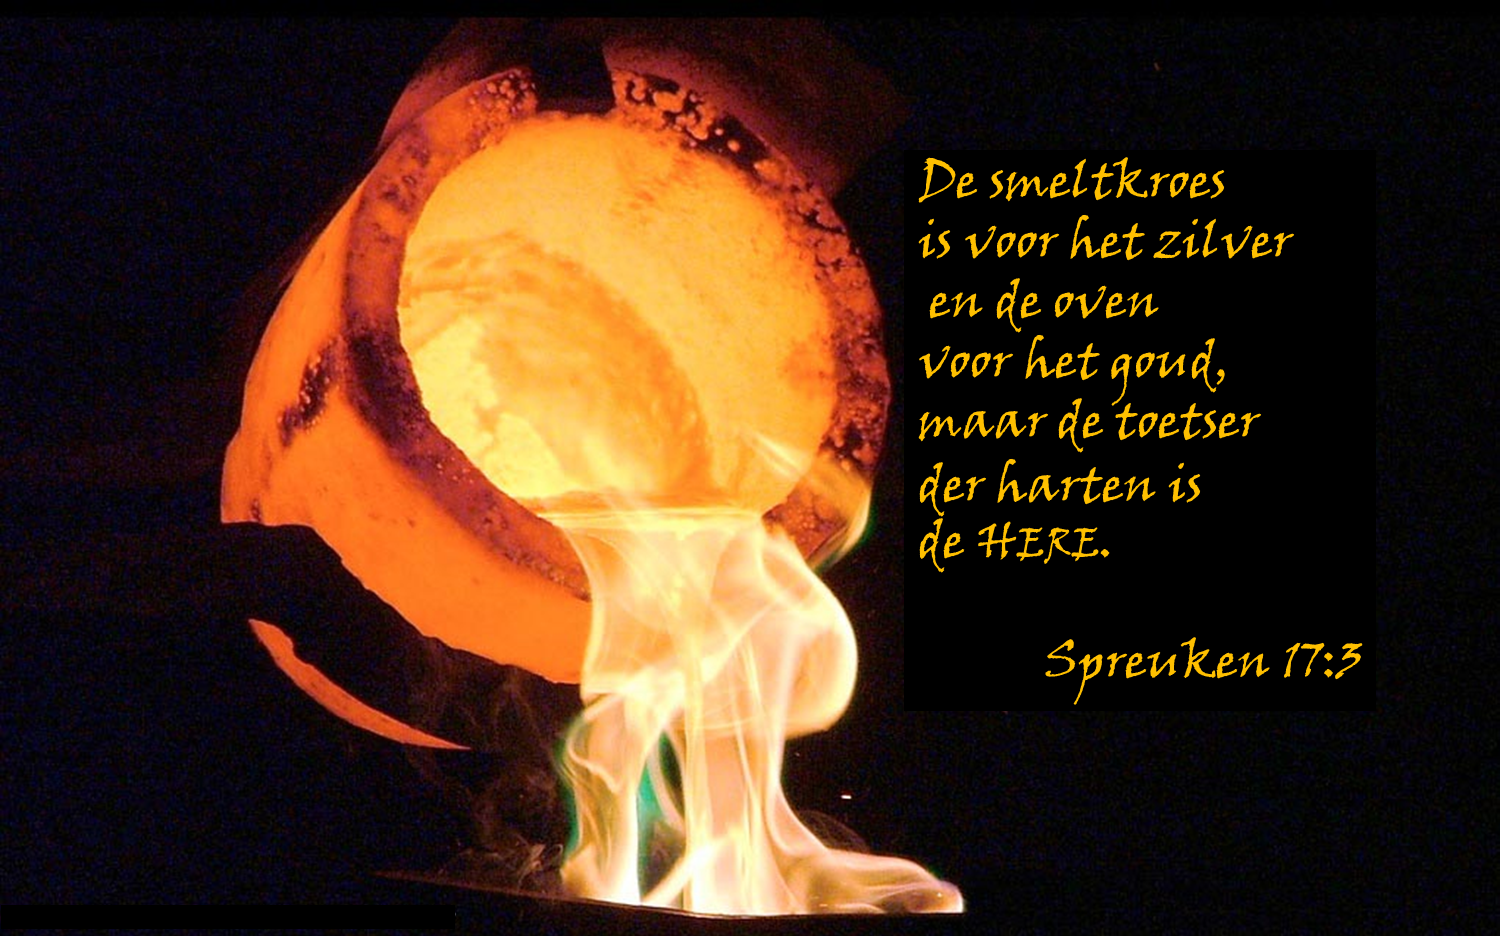 De smeltkroes
is voor het zilver
en de oven
voor het goud,
maar de toetser
der harten is
de HERE.
Spreuken 17:3